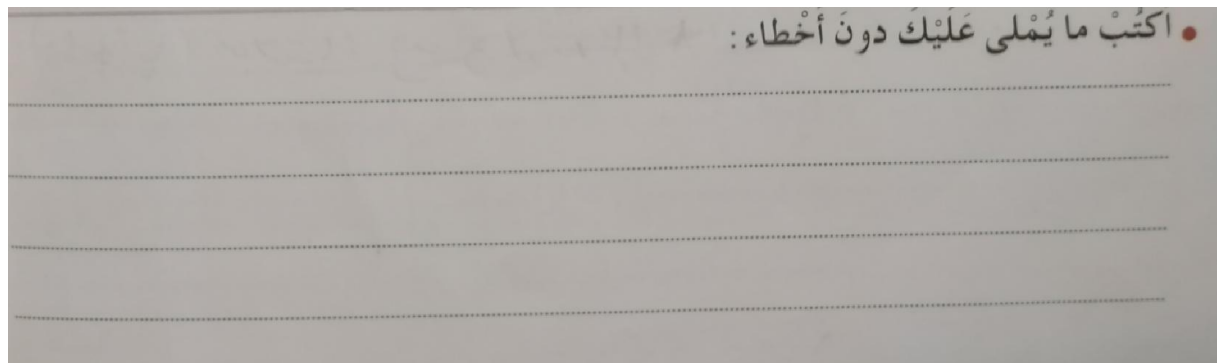 • اكْتُبْ ما يُمْلى عَلَيْكَ دونَ أَخْطاء: